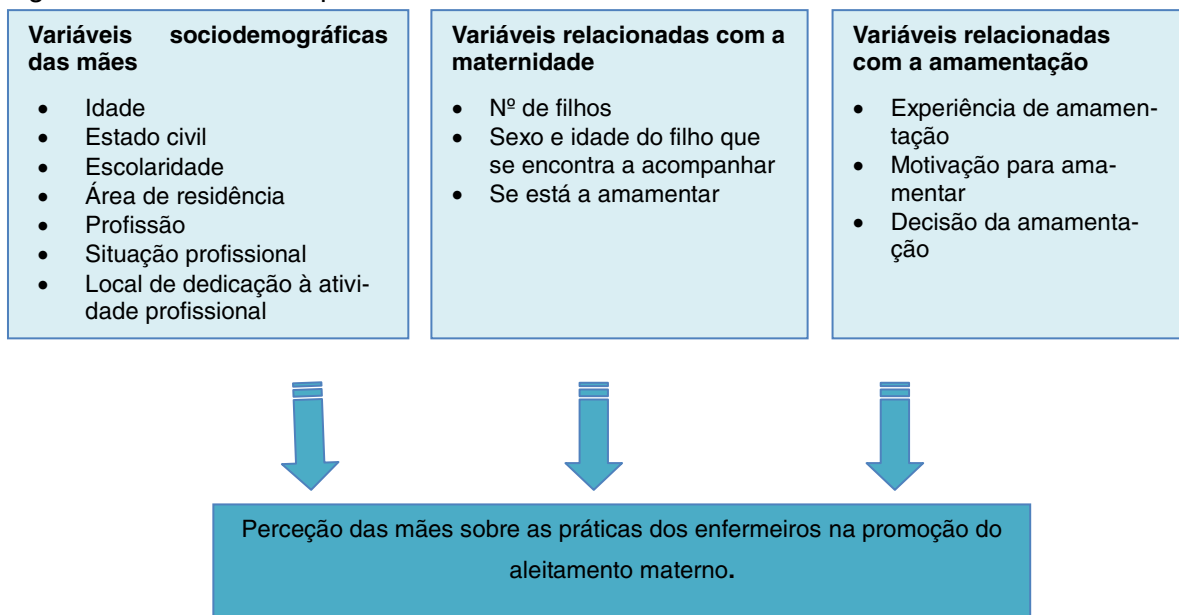 Variáveis sociodemográficas
das mães
• Idade
• Estado civil
• Escolaridade
• Área de residência
• Profissão
• Situação profissional
• Local de dedicação à ativi-
dade profissional
Variáveis relacionadas com a
maternidade
• Nº de filhos
• Sexo e idade do filho que
se encontra a acompanhar
• Se está a amamentar
Variáveis relacionadas
com a amamentação
• Experiência de amamen-
tação
• Motivação para ama-
mentar
• Decisão da amamenta-
ção
Perceção das mães sobre as práticas dos enfermeiros na promoção do
aleitamento materno.